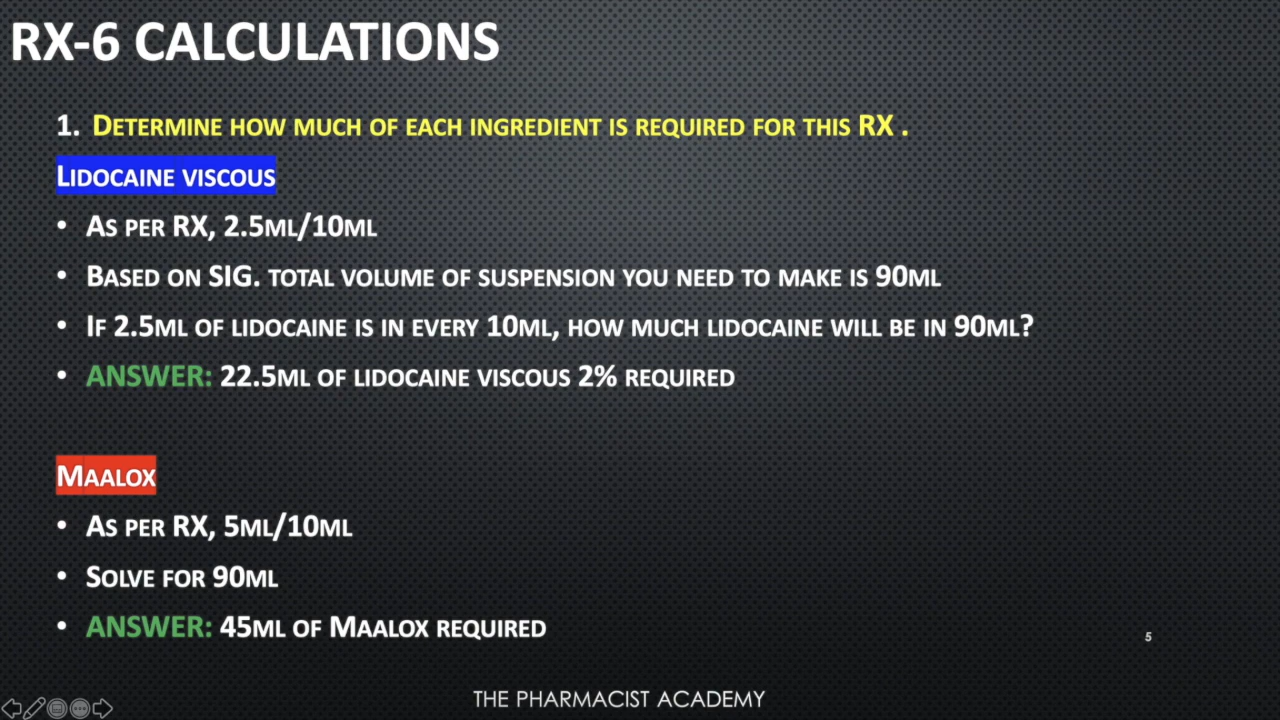 RX-6 CALCULATIONS
1. DETERMINE HOW MUCH OF EACH INGREDIENT IS REQUIRED FOR THIS RX .
LIDOCAINE VISCOUS
• AS PER RX, 2.5ML/10ML
• BASED ON SIG. TOTAL VOLUME OF SUSPENSION YOU NEED TO MAKE IS 90ML
• IF 2.5ML OF LIDOCAINE IS IN EVERY 10ML, HOW MUCH LIDOCAINE WILL BE IN 90ML?
• ANSWER: 22.5ML OF LIDOCAINE VISCOUS 2% REQUIRED
MAALOX
• AS PER RX, 5ML/10ML
• SOLVE FOR 90ML
• ANSWER: 45ML OF MAALOX REQUIRED
5
THE PHARMACIST ACADEMY